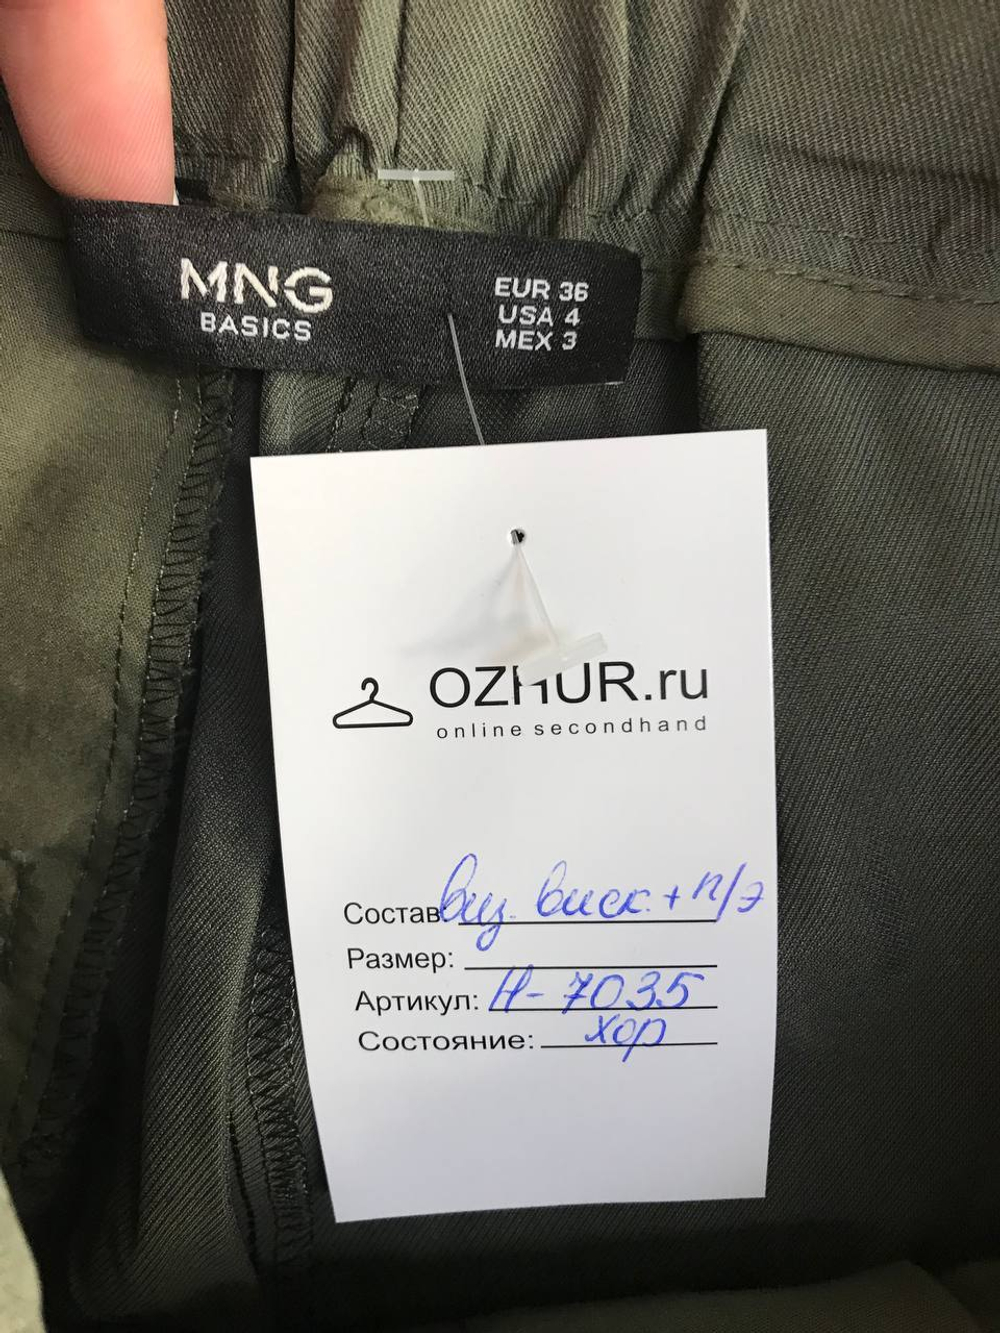 MNG
BASICS
EUR 36
USA 4
MEX 3
OZHUR.ru
online secondhand
Состав: виз. виск. + п/э
Размер:
Артикул: Н-7035
Состояние: хор